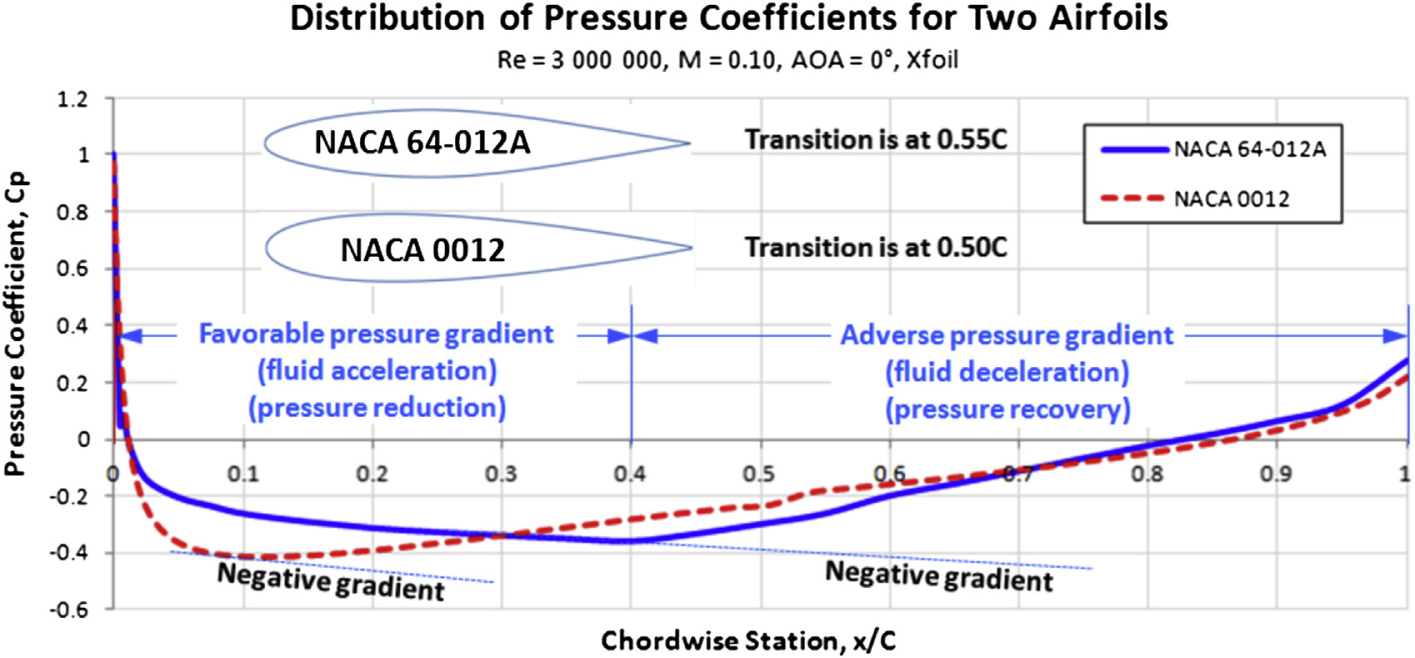 Distribution of Pressure Coefficients for Two Airfoils
Re = 3 000 000, M = 0.10, AOA = 0°, Xfoil
Pressure Coefficient, Cp
1.2
1
0.8
0.6
0.4
0.2
0
-0.2
-0.4
-0.6
NACA 64-012A
Transition is at 0.55C
NACA 0012
Transition is at 0.50C
NACA 64-012A
NACA 0012
Favorable pressure gradient
(fluid acceleration)
(pressure reduction)
Adverse pressure gradient
(fluid deceleration)
(pressure recovery)
0 0.1 0.2 0.3 0.4 0.5 0.6 0.7 0.8 0.9 1
Negative gradient
Negative gradient
Chordwise Station, x/C